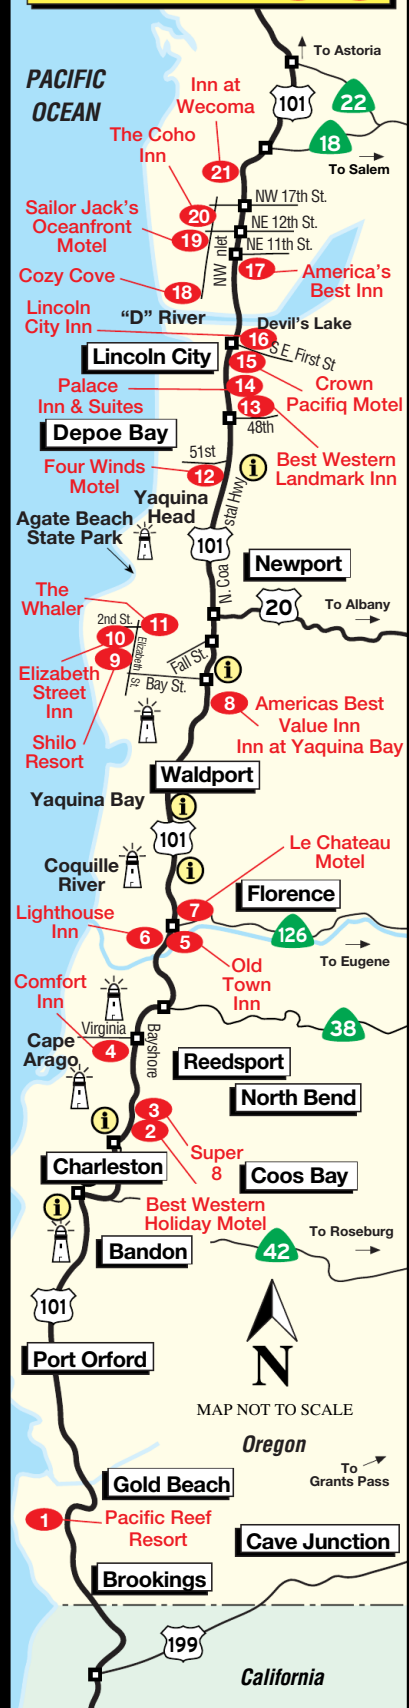 To Astoria
PACIFIC
OCEAN
Inn at
Wecoma
101
22
The Coho
Inn
18
To Salem
21
NW 17th St.
Sailor Jack's
Oceanfront
Motel
20
NE 12th St.
19
NW Inlet
NE 11th St.
Cozy Cove
18
17
America's
Best Inn
Lincoln
City Inn
"D" River
Devil's Lake
16
SE First St
Lincoln City
15
Palace
Inn & Suites
14
Crown
Pacifiq Motel
13
48th
Depoe Bay
51st
Four Winds
Motel
12
i
Best Western
Landmark Inn
Yaquina
Head
N. Coa
stal Hwy
Agate Beach
State Park
101
Newport
The
Whaler
20
To Albany
2nd St.
11
10
Elizabeth St.
Fall St.
9
Elizabeth
Street
Inn
Bay St.
i
8
Americas Best
Value Inn
Inn at Yaquina Bay
Shilo
Resort
Waldport
Yaquina Bay
i
101
Le Chateau
Motel
Coquille
River
i
Florence
7
Lighthouse
Inn
6
5
126
To Eugene
Old
Town
Inn
Comfort
Inn
Virginia
Bayshore
38
Cape
Arago
4
Reedsport
North Bend
3
i
2
Super
8
Charleston
Coos Bay
i
Best Western
Holiday Motel
Bandon
42
To Roseburg
101
N
Port Orford
MAP NOT TO SCALE
Oregon
To
Grants Pass
Gold Beach
1
Pacific Reef
Resort
Cave Junction
Brookings
199
California